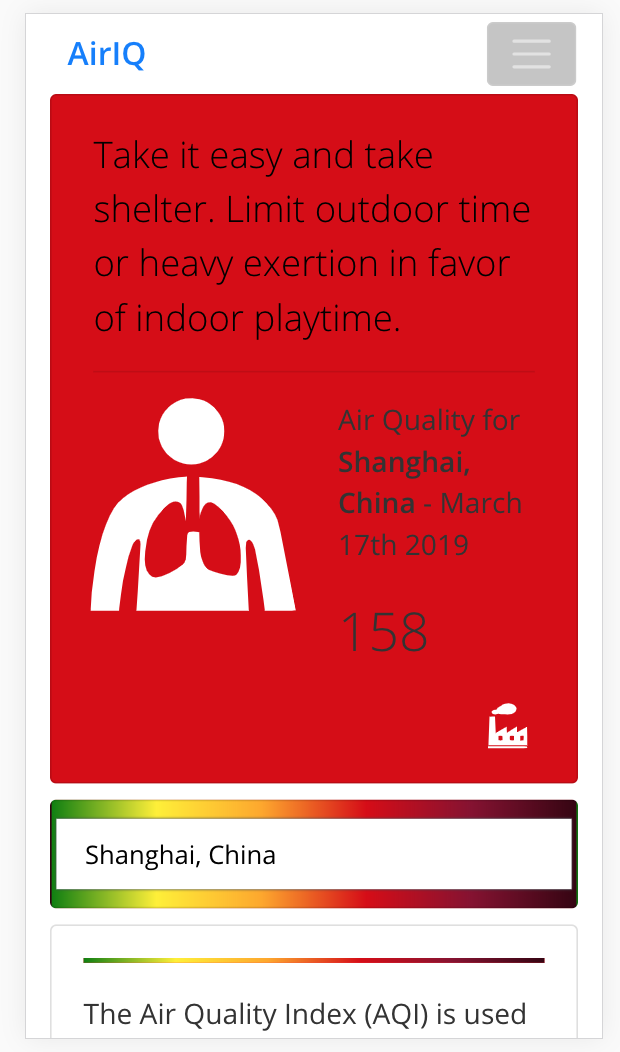 AirIQ
Take it easy and take
shelter. Limit outdoor time
or heavy exertion in favor
of indoor playtime.
Air Quality for
Shanghai,
China - March
17th 2019
158
Shanghai, China
The Air Quality Index (AQI) is used